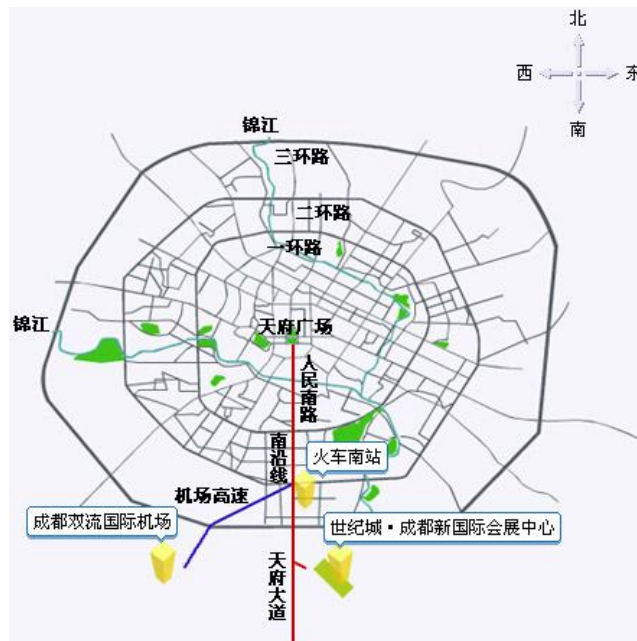 北
西
东
南
锦江
三环路
二环路
一环路
锦江
天府广场
人民南路
南沿线
火车南站
机场高速
成都双流国际机场
世纪城·成都新国际会展中心
天府大道